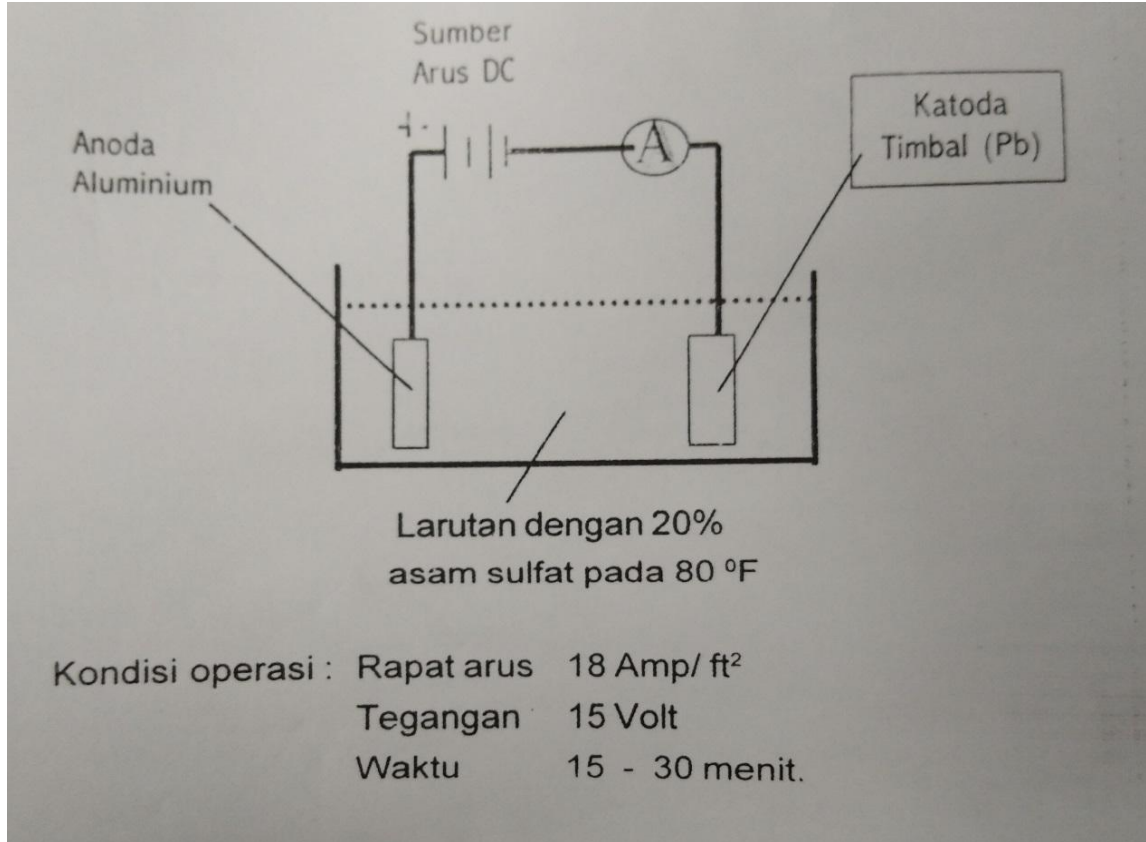 Sumber
Arus DC
Katoda
Timbal (Pb)
Anoda
Aluminium
+
A
Larutan dengan 20%
asam sulfat pada 80 ⁰F
Kondisi operasi : Rapat arus 18 Amp/ ft²
Tegangan 15 Volt
Waktu 15 - 30 menit.